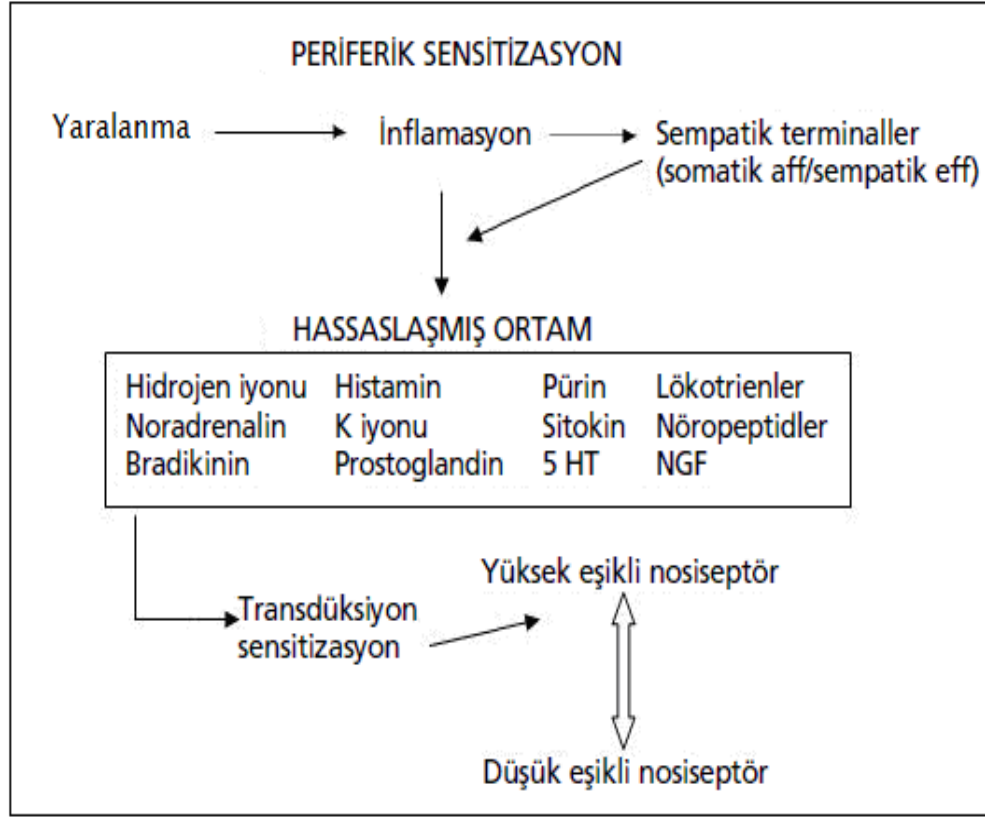 PERİFERİK SENSİTİZASYON
Yaralanma
İnflamasyon
Sempatik terminaller
(somatik aff/sempatik eff)
HASSASLAŞMIŞ ORTAM
Hidrojen iyonu Histamin Pürin Lökotrienler
Noradrenalin K iyonu Sitokin Nöropeptidler
Bradikinin Prostoglandin 5 HT NGF
Yüksek eşikli nosiseptör
Transdüksiyon
sensitizasyon
Düşük eşikli nosiseptör